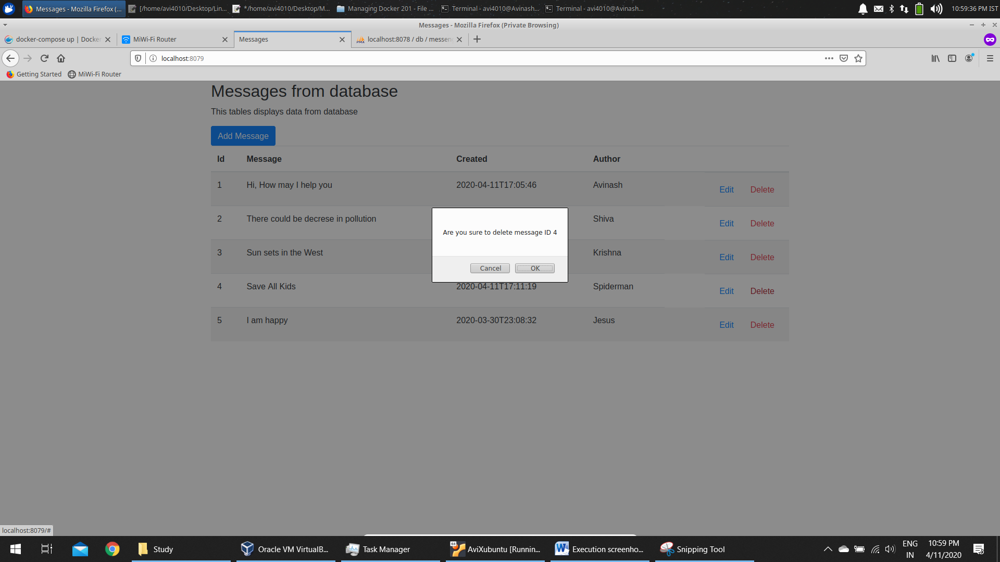 Messages - Mozilla Firefox (...
[/home/avi4010/Desktop/Lin...
*/home/avi4010/Desktop/M...
Managing Docker 201 - File ...
Terminal - avi4010@Avinash...
Terminal - avi4010@Avinash...
10:59:36 PM IST
Messages - Mozilla Firefox (Private Browsing)
docker-compose up | Docker
MiWi-Fi Router
Messages
PMA
localhost:8078 / db / messen
localhost:8079
Getting Started
MiWi-Fi Router
Messages from database
This tables displays data from database
Add Message
Id Message Created Author
1 Hi, How may I help you 2020-04-11T17:05:46 Avinash Edit Delete
2 There could be decrese in pollution Shiva Edit Delete
Are you sure to delete message ID 4
3 Sun sets in the West Krishna Edit Delete
Cancel OK
4 Save All Kids 2020-04-11T17:11:19 Spiderman Edit Delete
5 I am happy 2020-03-30T23:08:32 Jesus Edit Delete
localhost:8079/#
Study
Oracle VM VirtualB...
Task Manager
64
AviXubuntu [Runnin...
Execution screenho...
Snipping Tool
ENG
IN
10:59 PM
4/11/2020